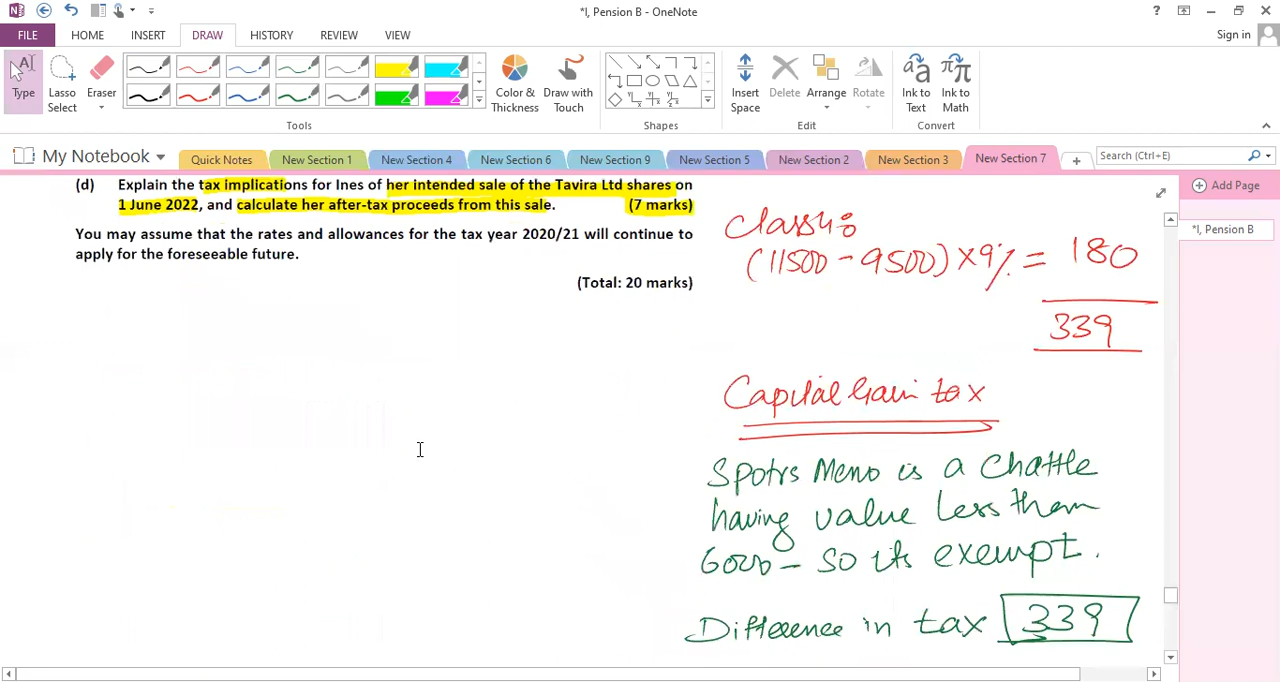 *I, Pension B - OneNote
Sign in
FILE HOME INSERT DRAW HISTORY REVIEW VIEW
Type
Lasso Select
Eraser
Color & Thickness
Draw with Touch
Insert Space
Delete
Arrange
Rotate
Ink to Text
Ink to Math
Tools
Shapes
Edit
Convert
My Notebook
Quick Notes New Section 1 New Section 4 New Section 6 New Section 9 New Section 5 New Section 2 New Section 3 New Section 7
Search (Ctrl+E)
Add Page
*I, Pension B
(d) Explain the tax implications for Ines of her intended sale of the Tavira Ltd shares on
1 June 2022, and calculate her after-tax proceeds from this sale. (7 marks)
You may assume that the rates and allowances for the tax year 2020/21 will continue to
apply for the foreseeable future.
(Total: 20 marks)
(11500 - 9500) x 9% = 180
339
Capital Gain tax
Spotrs Memo is a Chattle
having value less them
6000 - So its exempt.
Difference in tax 339